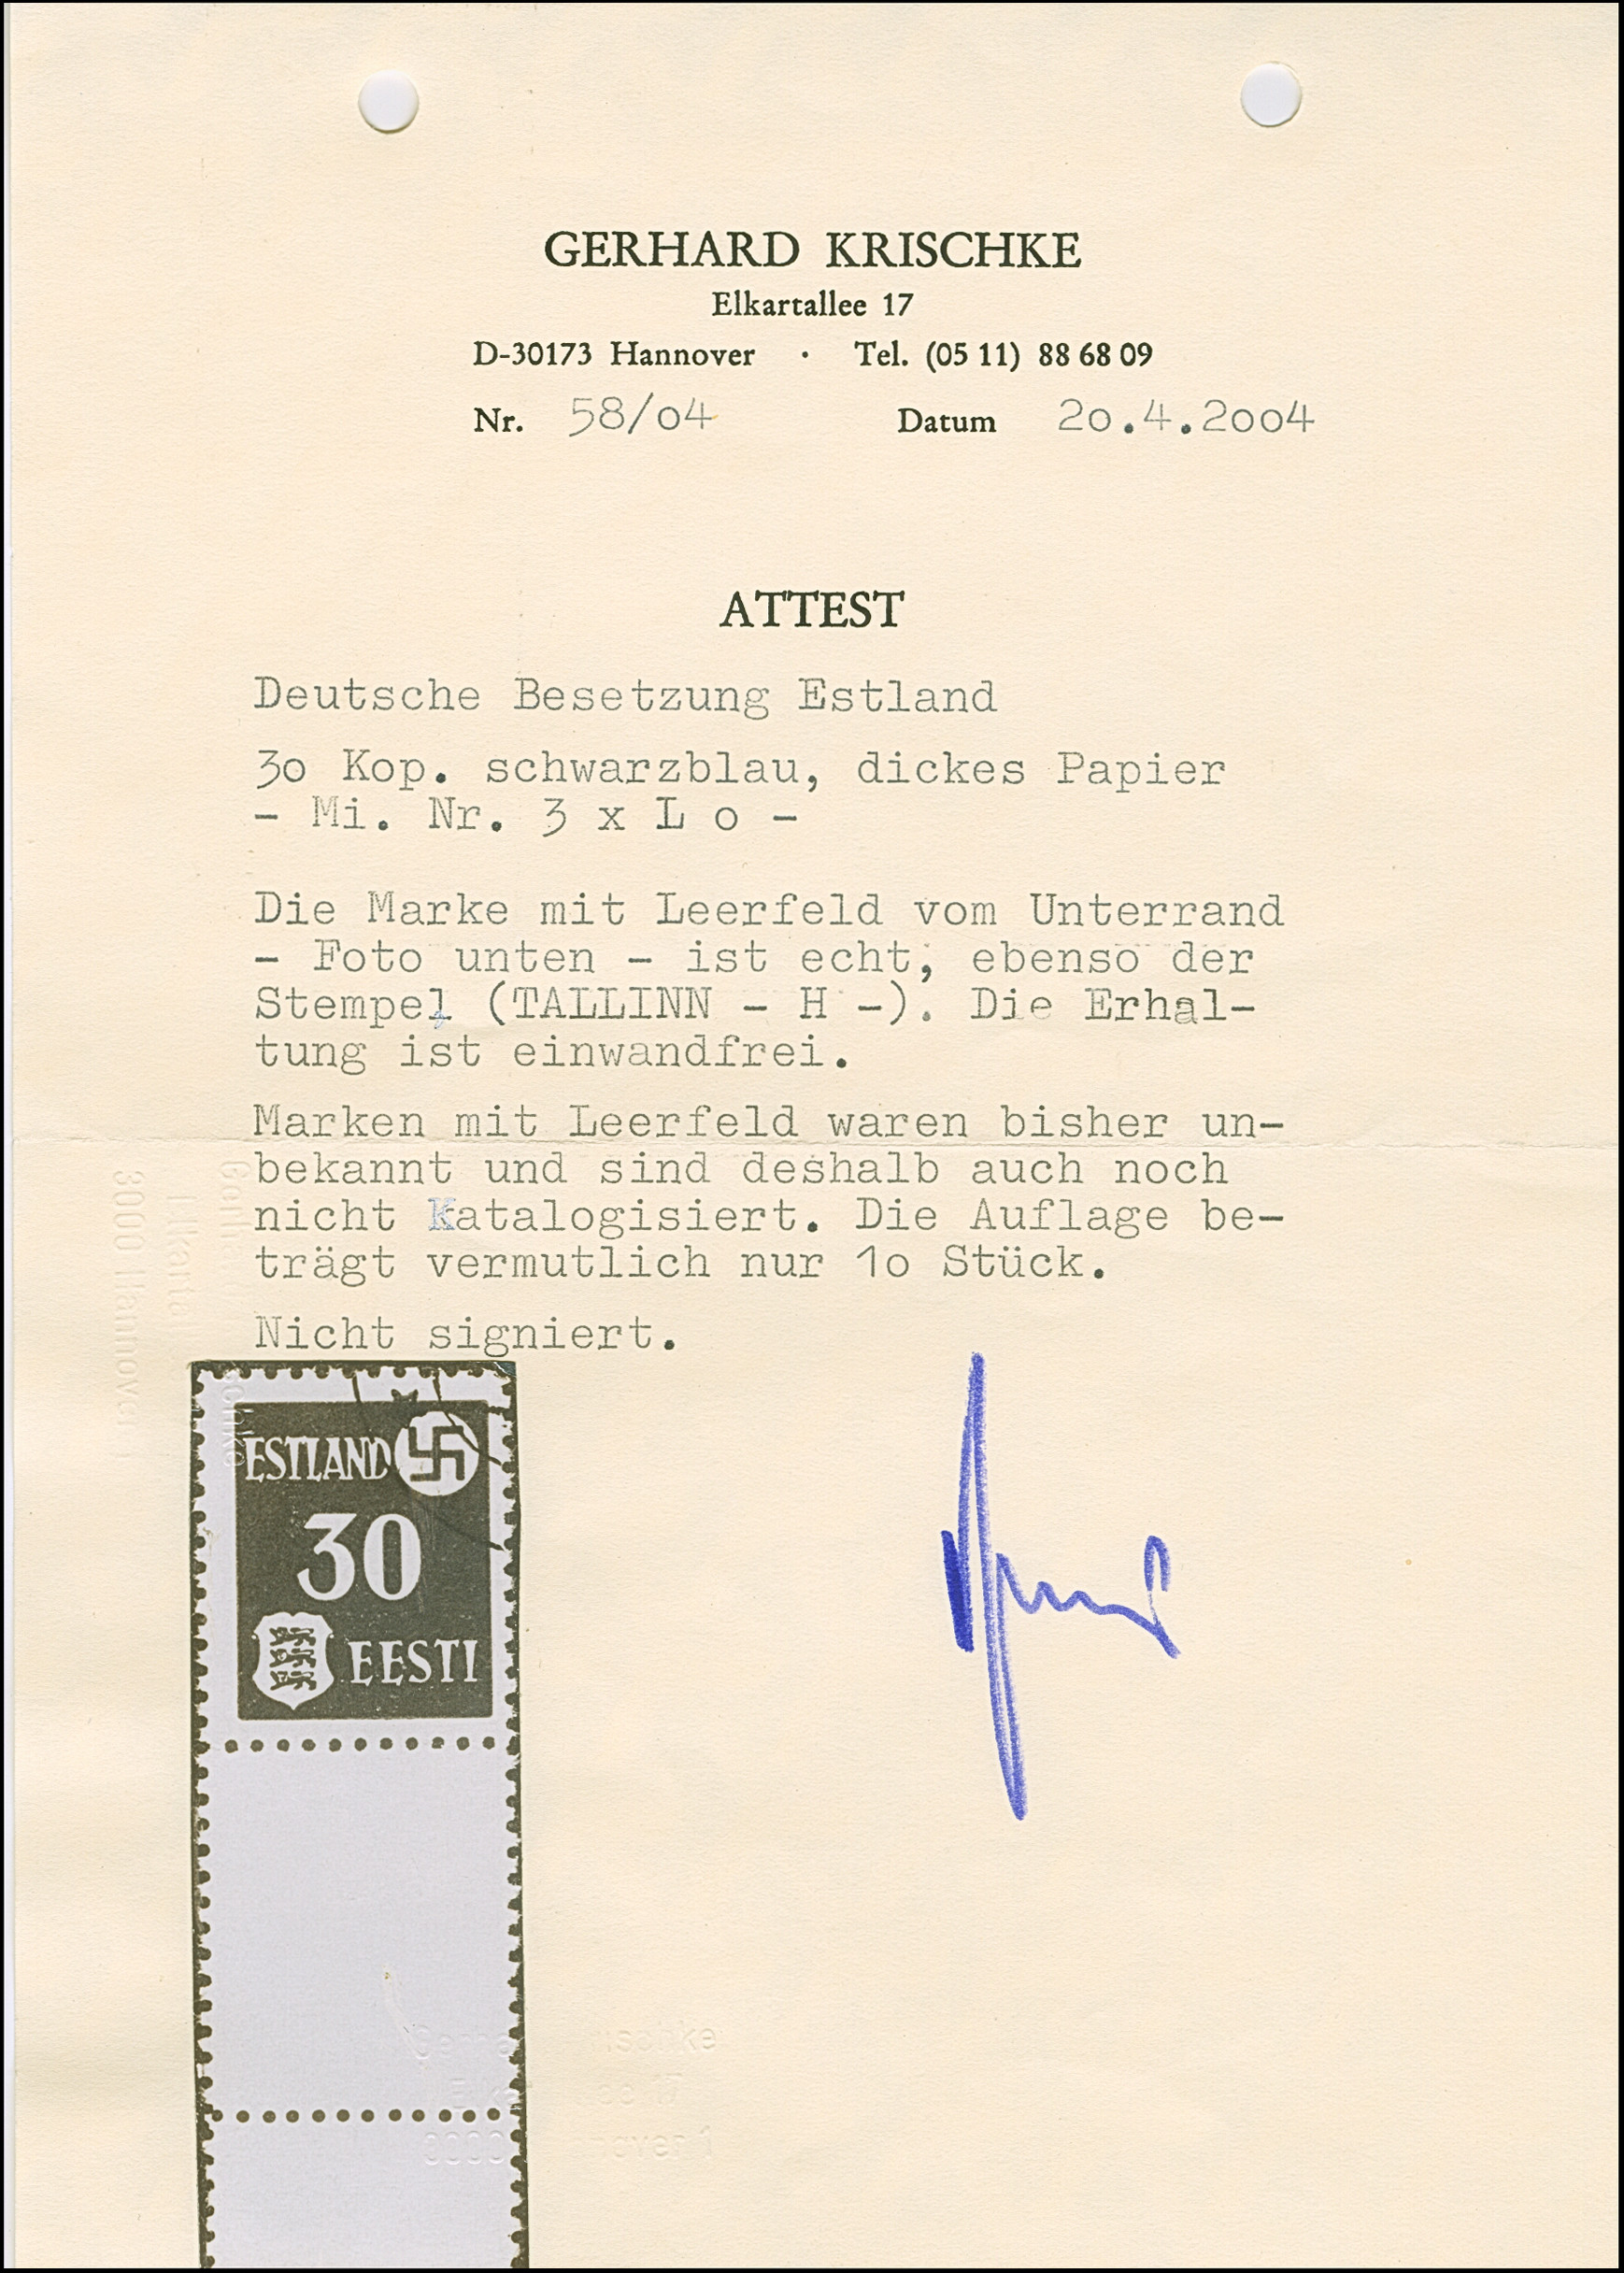 GERHARD KRISCHKE
Elkartallee 17
D-30173 Hannover · Tel. (05 11) 88 68 09
Nr. 58/04 Datum 20.4.2004
ATTEST
Deutsche Besetzung Estland
30 Kop. schwarzblau, dickes Papier
- Mi. Nr. 3 x L o -
Die Marke mit Leerfeld vom Unterrand
- Foto unten - ist echt, ebenso der
Stempel (TALLINN - H -). Die Erhal-
tung ist einwandfrei.
Marken mit Leerfeld waren bisher un-
bekannt und sind deshalb auch noch
nicht katalogisiert. Die Auflage be-
trägt vermutlich nur 10 Stück.
Nicht signiert.
ESTLAND
30
EESTI